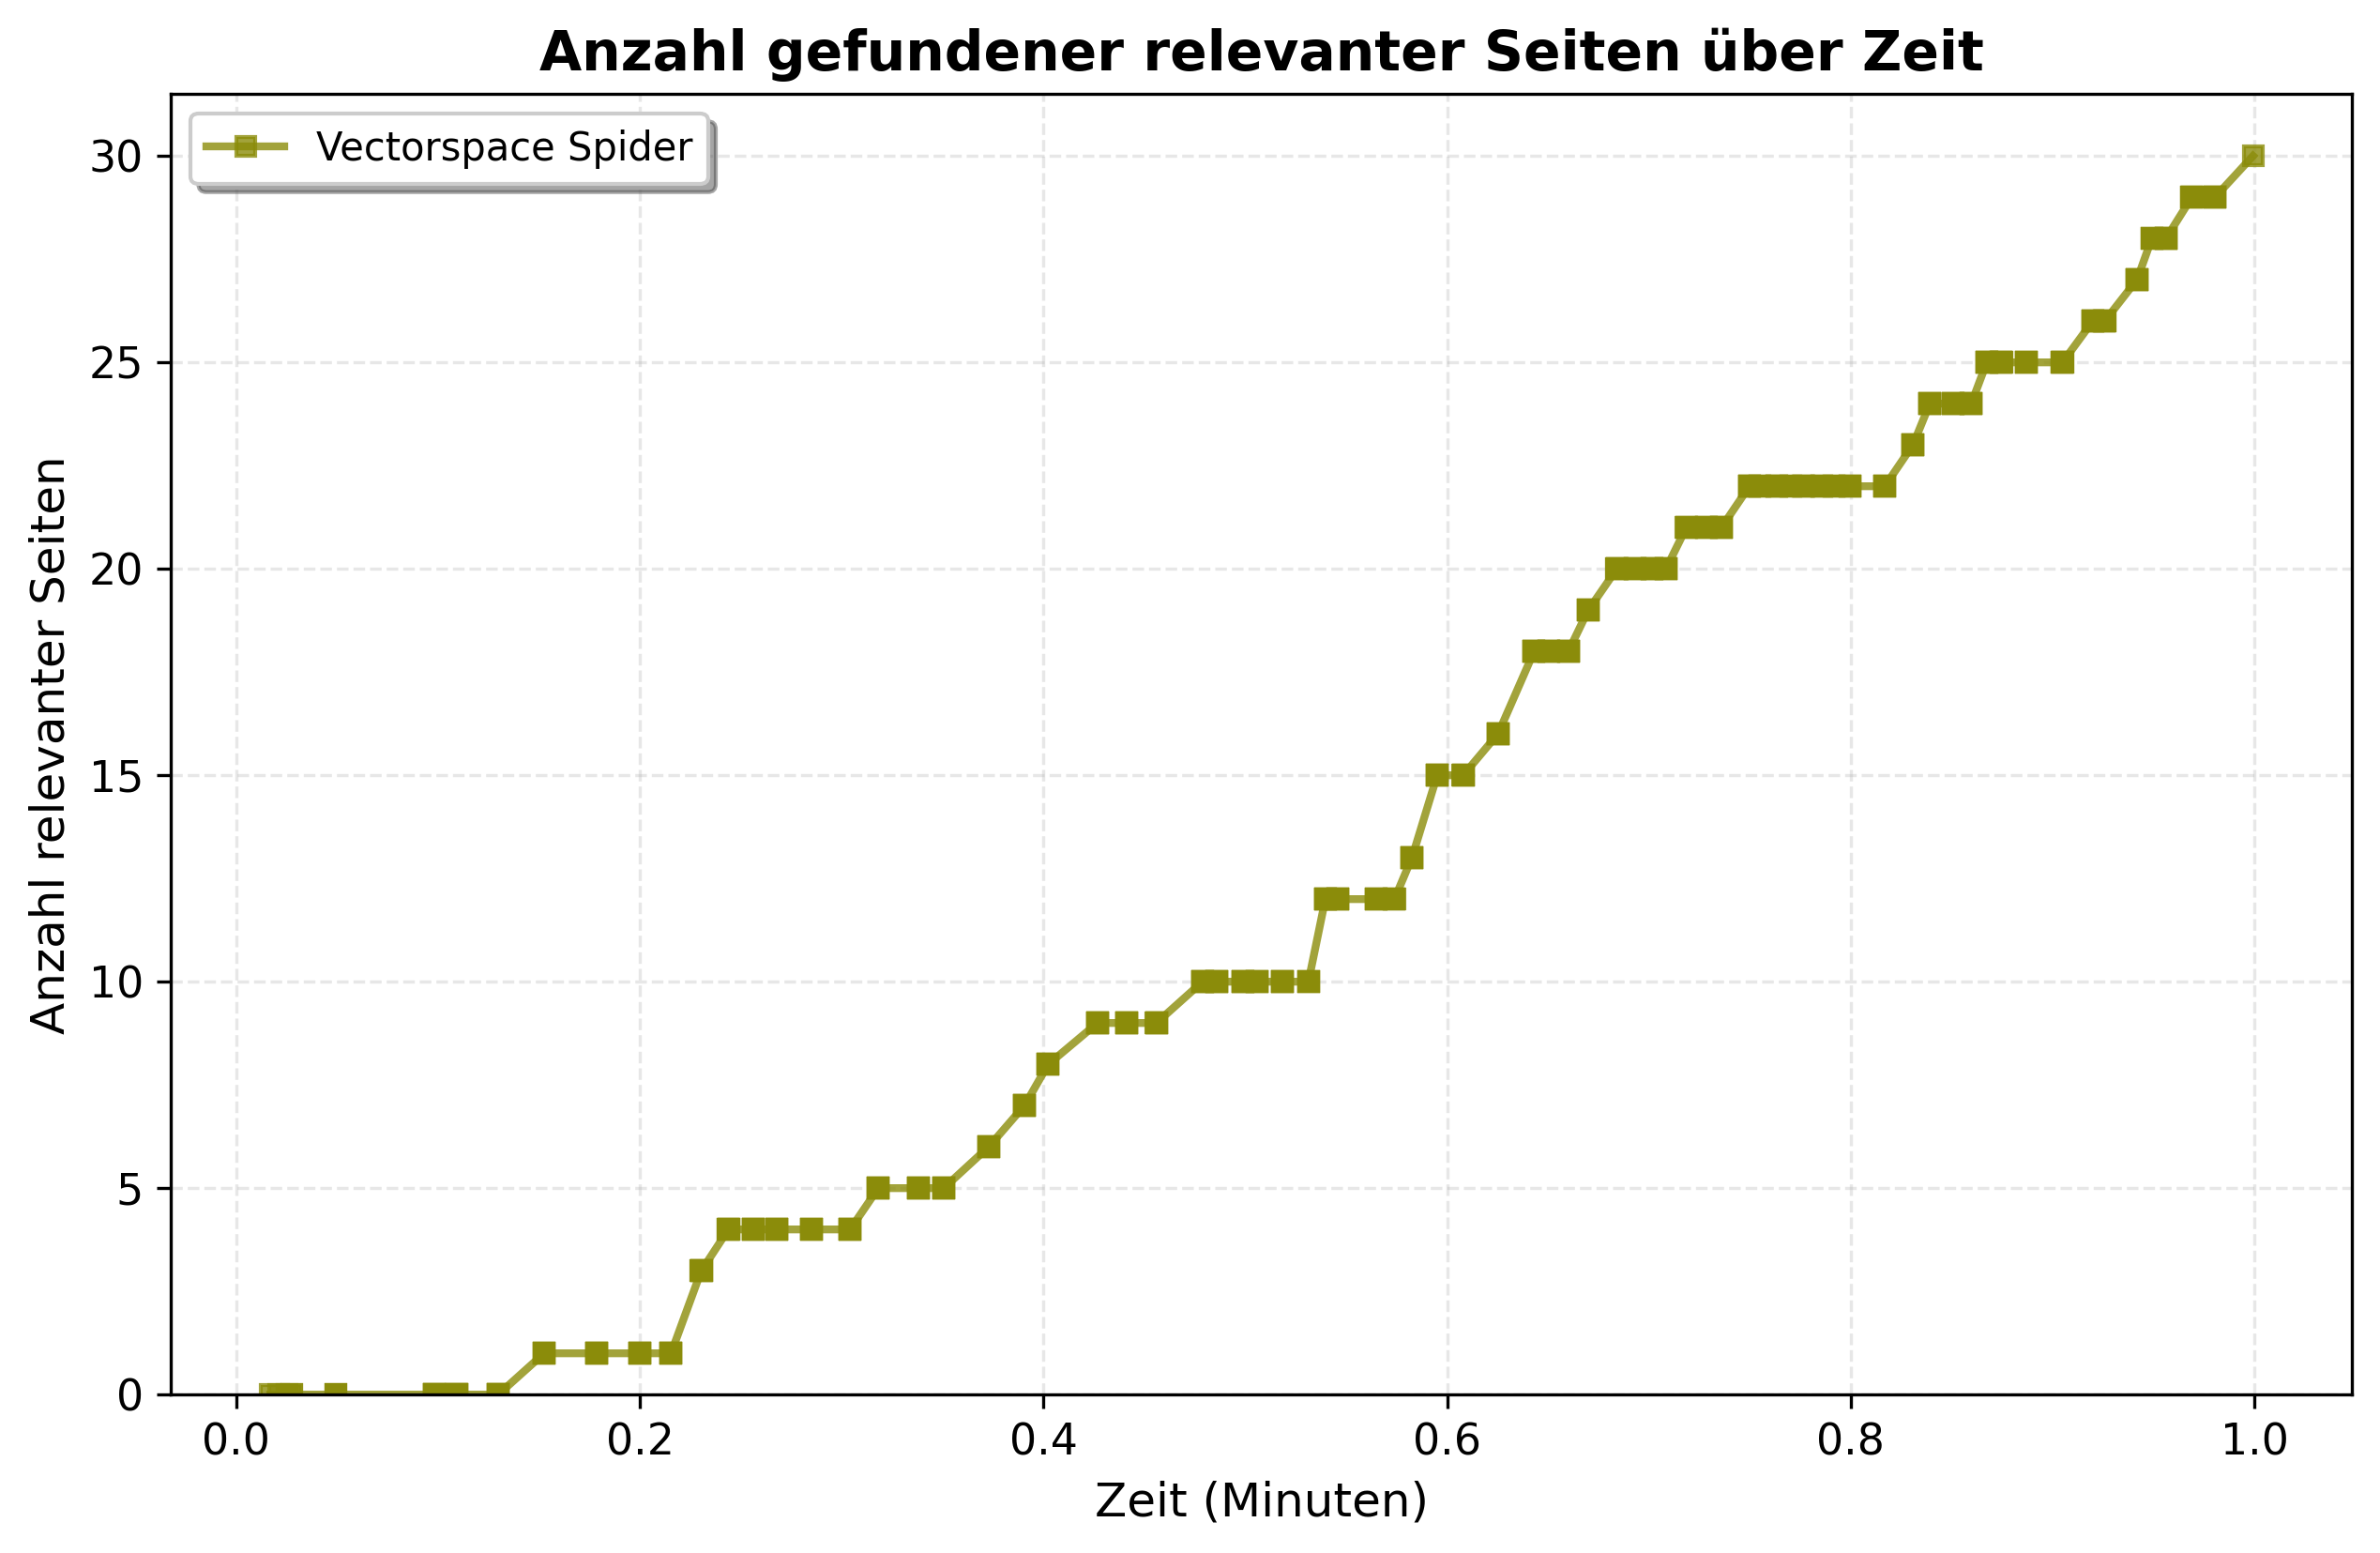 Anzahl gefundener relevanter Seiten über Zeit
Vectorspace Spider
Anzahl relevanter Seiten
30
25
20
15
10
5
0
0.0 0.2 0.4 0.6 0.8 1.0
Zeit (Minuten)